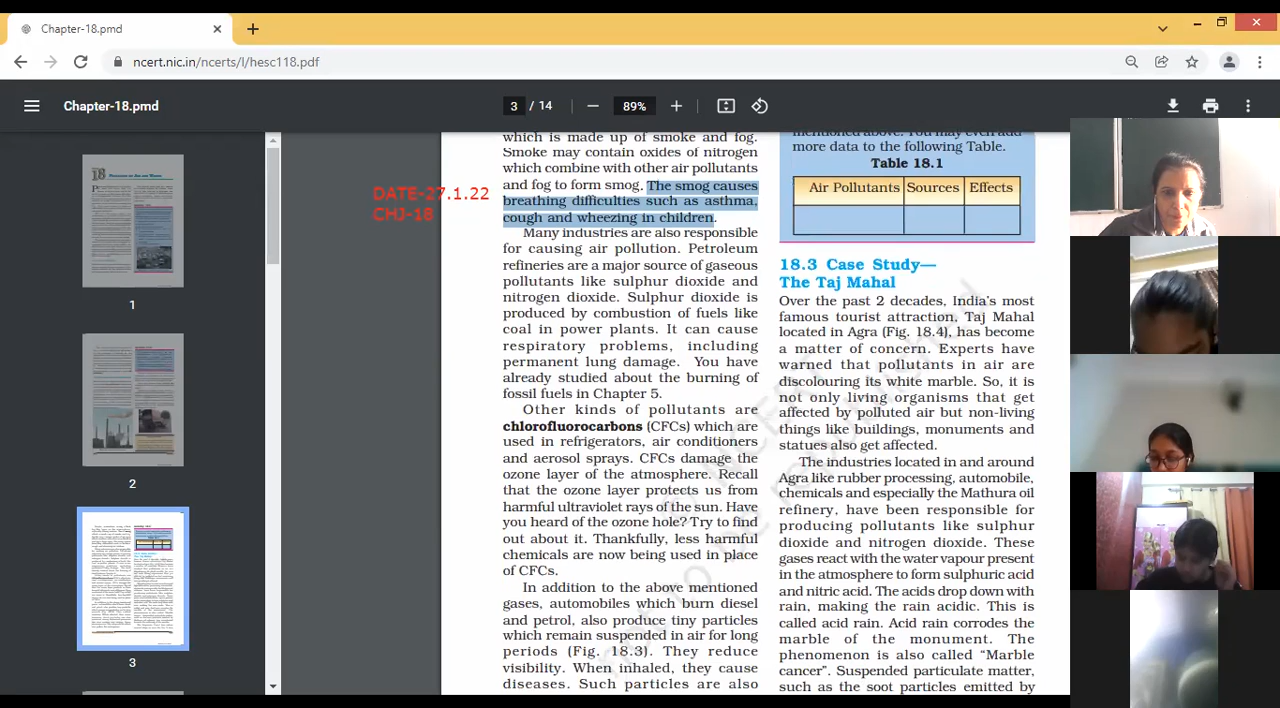 Chapter-18.pmd
ncert.nic.in/ncerts/l/hesc118.pdf
Chapter-18.pmd
3 / 14
89%
1
2
3
DATE-27.1.22
CHJ-18
which is made up of smoke and fog.
Smoke may contain oxides of nitrogen
which combine with other air pollutants
and fog to form smog. The smog causes
breathing difficulties such as asthma,
cough and wheezing in children.
Many industries are also responsible
for causing air pollution. Petroleum
refineries are a major source of gaseous
pollutants like sulphur dioxide and
nitrogen dioxide. Sulphur dioxide is
produced by combustion of fuels like
coal in power plants. It can cause
respiratory problems, including
permanent lung damage. You have
already studied about the burning of
fossil fuels in Chapter 5.
Other kinds of pollutants are
chlorofluorocarbons (CFCs) which are
used in refrigerators, air conditioners
and aerosol sprays. CFCs damage the
ozone layer of the atmosphere. Recall
that the ozone layer protects us from
harmful ultraviolet rays of the sun. Have
you heard of the ozone hole? Try to find
out about it. Thankfully, less harmful
chemicals are now being used in place
of CFCs.
In addition to the above mentioned
gases, automobiles which burn diesel
and petrol, also produce tiny particles
which remain suspended in air for long
periods (Fig. 18.3). They reduce
visibility. When inhaled, they cause
diseases. Such particles are also
mentioned above. You may even add
more data to the following Table.
Table 18.1
Air Pollutants Sources Effects
18.3 Case Study—
The Taj Mahal
Over the past 2 decades, India's most
famous tourist attraction, Taj Mahal
located in Agra (Fig. 18.4), has become
a matter of concern. Experts have
warned that pollutants in air are
discolouring its white marble. So, it is
not only living organisms that get
affected by polluted air but non-living
things like buildings, monuments and
statues also get affected.
The industries located in and around
Agra like rubber processing, automobile,
chemicals and especially the Mathura oil
refinery, have been responsible for
producing pollutants like sulphur
dioxide and nitrogen dioxide. These
gases react with the water vapour present
in the atmosphere to form sulphuric acid
and nitric acid. The acids drop down with
rain, making the rain acidic. This is
called acid rain. Acid rain corrodes the
marble of the monument. The
phenomenon is also called "Marble
cancer". Suspended particulate matter,
such as the soot particles emitted by